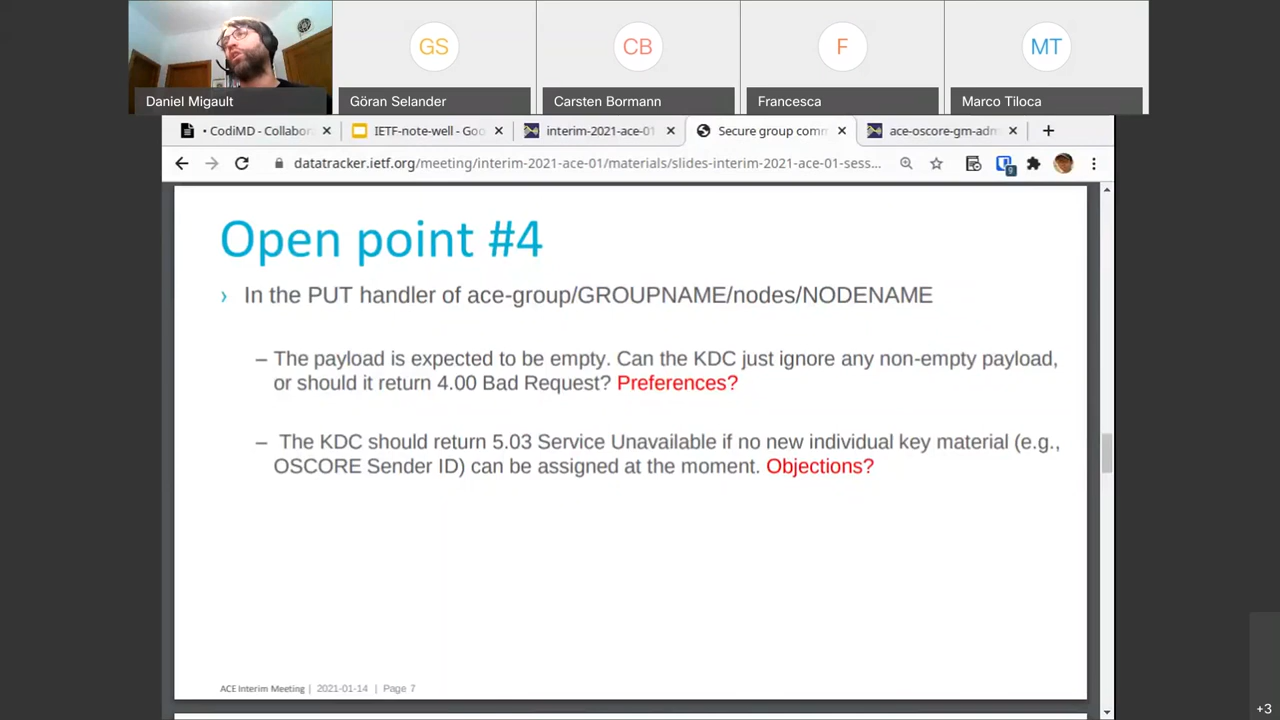 GS
CB
F
MT
Daniel Migault
Göran Selander
Carsten Bormann
Francesca
Marco Tiloca
• CodiMD - Collabor
IETF-note-well - Goo
interim-2021-ace-01
Secure group com
ace-oscore-gm-adm
datatracker.ietf.org/meeting/interim-2021-ace-01/materials/slides-interim-2021-ace-01-sess...
9
Open point #4
› In the PUT handler of ace-group/GROUPNAME/nodes/NODENAME
– The payload is expected to be empty. Can the KDC just ignore any non-empty payload,
or should it return 4.00 Bad Request? Preferences?
– The KDC should return 5.03 Service Unavailable if no new individual key material (e.g.,
OSCORE Sender ID) can be assigned at the moment. Objections?
ACE Interim Meeting | 2021-01-14 | Page 7
+3